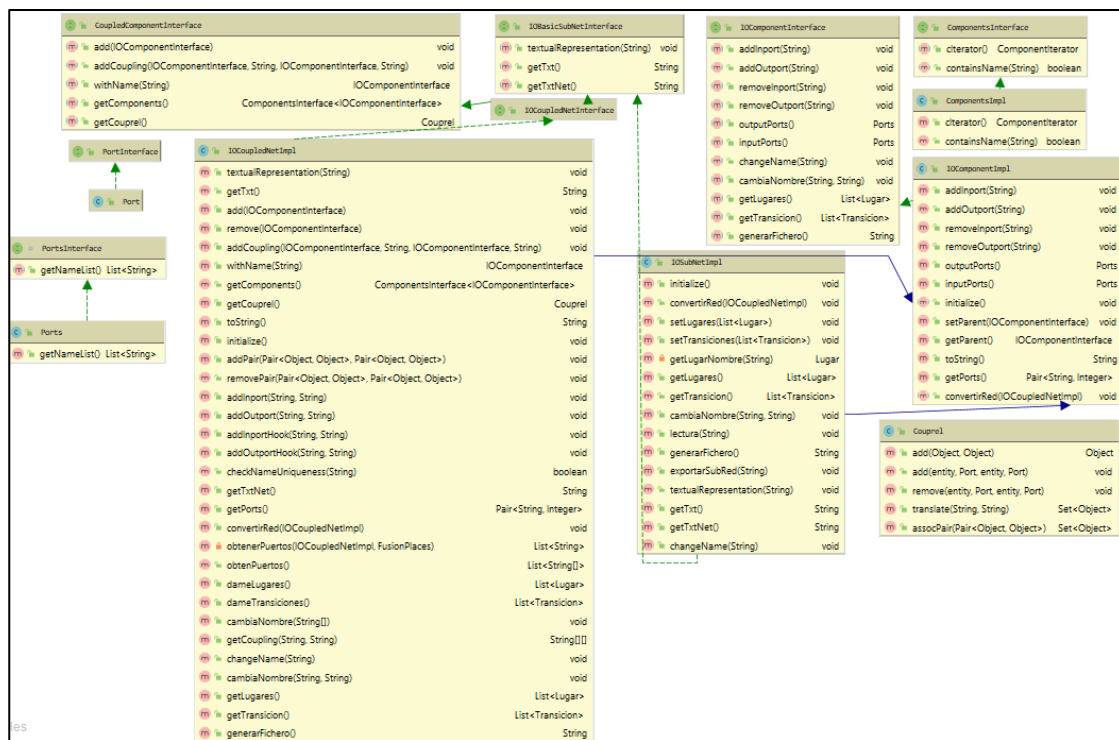 CoupledComponentInterface
add(IOComponentInterface) void
addCoupling(IOComponentInterface, String, IOComponentInterface, String) void
withName(String) IOComponentInterface
getComponents() ComponentsInterface<IOComponentInterface>
getCouprel() Couprel
IOBasicSubNetInterface
textualRepresentation(String) void
getTxt() String
getTxtNet() String
IOCoupledNetInterface
IOComponentInterface
addInport(String) void
addOutport(String) void
removeInport(String) void
removeOutport(String) void
outputPorts() Ports
inputPorts() Ports
changeName(String) void
cambiaNombre(String, String) void
getLugares() List<Lugar>
getTransicion() List<Transicion>
generarFichero() String
ComponentsInterface
cIterator() ComponentIterator
containsName(String) boolean
ComponentsImpl
cIterator() ComponentIterator
containsName(String) boolean
PortInterface
Port
PortsInterface
getNameList() List<String>
Ports
getNameList() List<String>
IOCoupledNetImpl
textualRepresentation(String) void
getTxt() String
add(IOComponentInterface) void
remove(IOComponentInterface) void
addCoupling(IOComponentInterface, String, IOComponentInterface, String) void
withName(String) IOComponentInterface
getComponents() ComponentsInterface<IOComponentInterface>
getCouprel() Couprel
toString() String
initialize() void
addPair(Pair<Object, Object>, Pair<Object, Object>) void
removePair(Pair<Object, Object>, Pair<Object, Object>) void
addInport(String, String) void
addOutport(String, String) void
addInportHook(String, String) void
addOutportHook(String, String) void
checkNameUniqueness(String) boolean
getTxtNet() String
getPorts() Pair<String, Integer>
convertirRed(IOCoupledNetImpl) void
obtenerPuertos(IOCoupledNetImpl, FusionPlaces) List<String>
obtenPuertos() List<String[]>
dameLugares() List<Lugar>
dameTransiciones() List<Transicion>
cambiaNombre(String[]) void
getCoupling(String, String) String[][]
changeName(String) void
cambiaNombre(String, String) void
getLugares() List<Lugar>
getTransicion() List<Transicion>
generarFichero() String
IOSubNetImpl
initialize() void
convertirRed(IOCoupledNetImpl) void
setLugares(List<Lugar>) void
setTransiciones(List<Transicion>) void
getLugarNombre(String) Lugar
getLugares() List<Lugar>
getTransicion() List<Transicion>
cambiaNombre(String, String) void
lectura(String) void
generarFichero() String
exportarSubRed(String) void
textualRepresentation(String) void
getTxt() String
getTxtNet() String
changeName(String) void
IOComponentImpl
addInport(String) void
addOutport(String) void
removeInport(String) void
removeOutport(String) void
outputPorts() Ports
inputPorts() Ports
initialize() void
setParent(IOComponentInterface) void
getParent() IOComponentInterface
toString() String
getPorts() Pair<String, Integer>
convertirRed(IOCoupledNetImpl) void
Couprel
add(Object, Object) Object
add(entity, Port, entity, Port) void
remove(entity, Port, entity, Port) void
translate(String, String) Set<Object>
assocPair(Pair<Object, Object>) Set<Object>
les